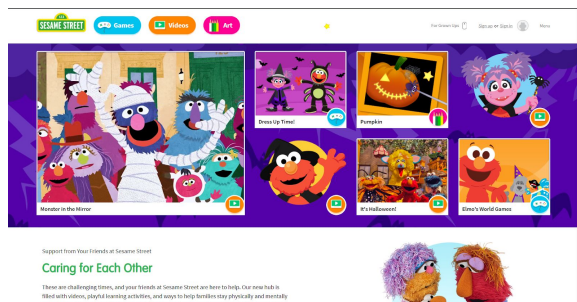 SESAME STREET
Games
Videos
Art
For Grown Ups
Sign up or Sign in
Menu
Monster in the Mirror
Dress Up Time!
Pumpkin
It's Halloween!
Elmo's World Games
Support from Your Friends at Sesame Street
Caring for Each Other
These are challenging times, and your friends at Sesame Street are here to help. Our new hub is
filled with videos, playful learning activities, and ways to help families stay physically and mentally